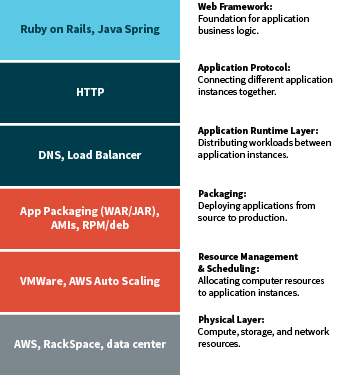 Ruby on Rails, Java Spring
Web Framework:
Foundation for application
business logic.
HTTP
Application Protocol:
Connecting different application
instances together.
DNS, Load Balancer
Application Runtime Layer:
Distributing workloads between
application instances.
App Packaging (WAR/JAR),
AMIs, RPM/deb
Packaging:
Deploying applications from
source to production.
VMWare, AWS Auto Scaling
Resource Management
& Scheduling:
Allocating computer resources
to application instances.
AWS, RackSpace, data center
Physical Layer:
Compute, storage, and network
resources.